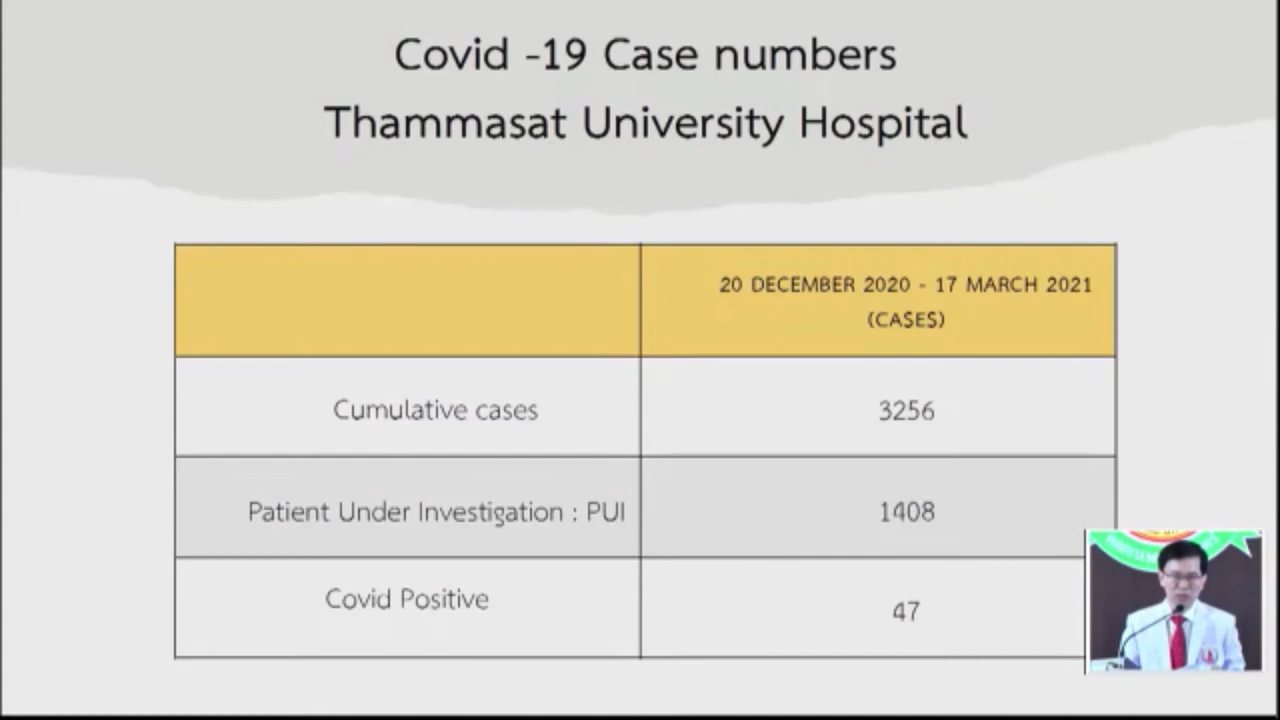 Covid -19 Case numbers
Thammasat University Hospital
20 DECEMBER 2020 - 17 MARCH 2021
(CA$E$)
Cumulative cases 3256
Patient Under Investigation : PUI 1408
Covid Positive 47